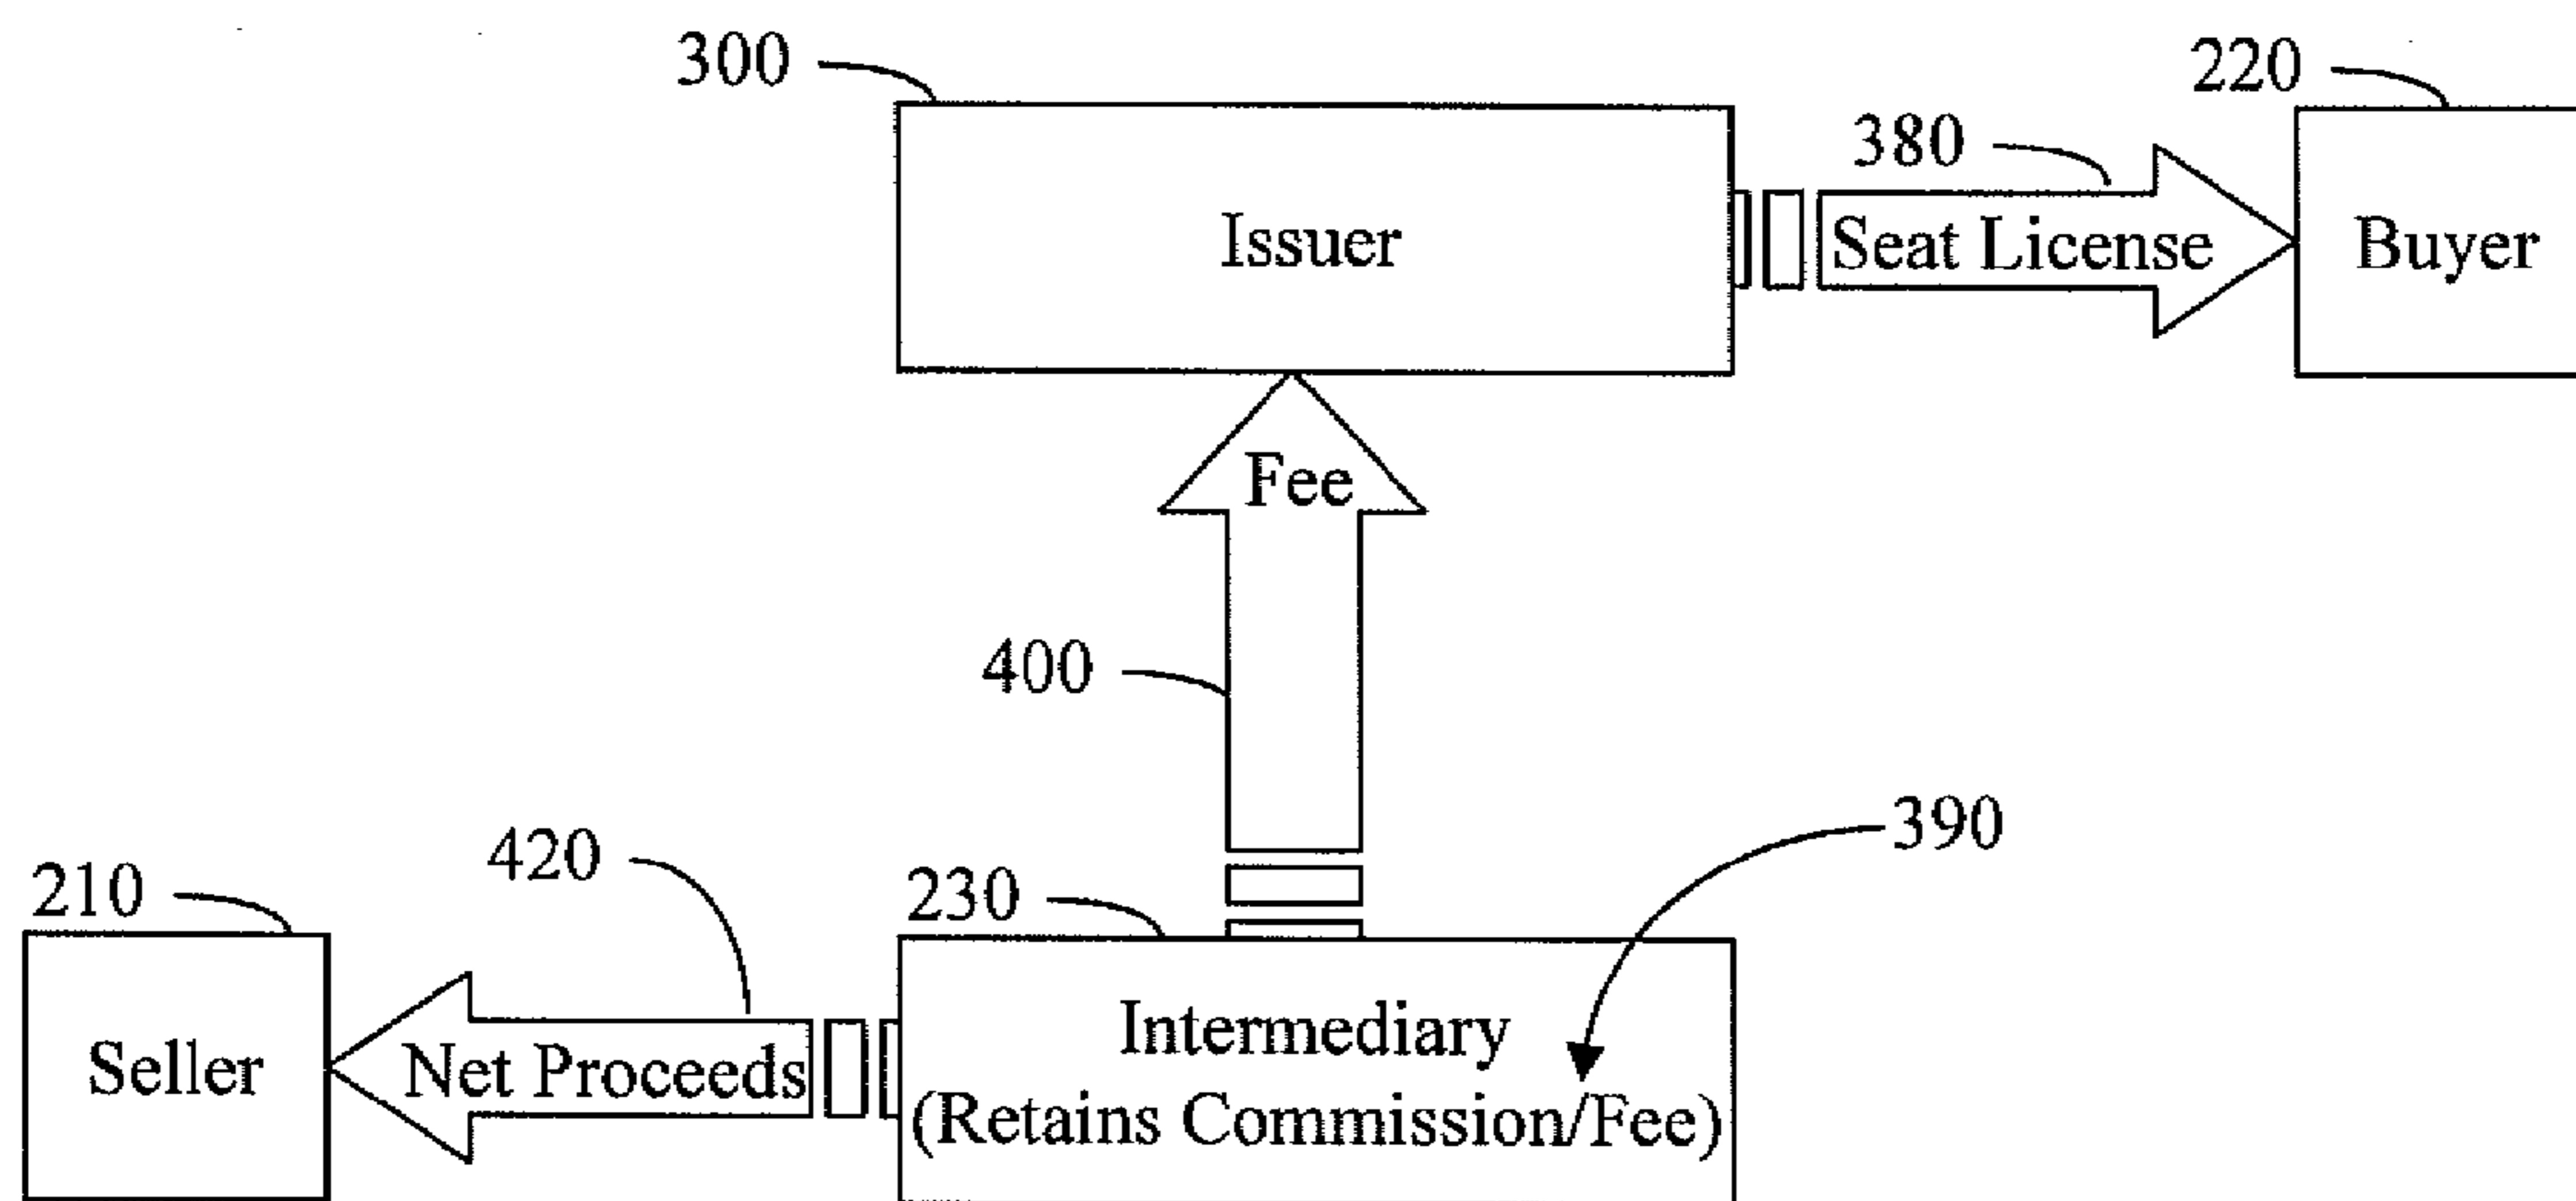 300
220
380
Issuer
Seat License
Buyer
Fee
400
390
420
210
230
Seller
Net Proceeds
Intermediary
(Retains Commission/Fee)